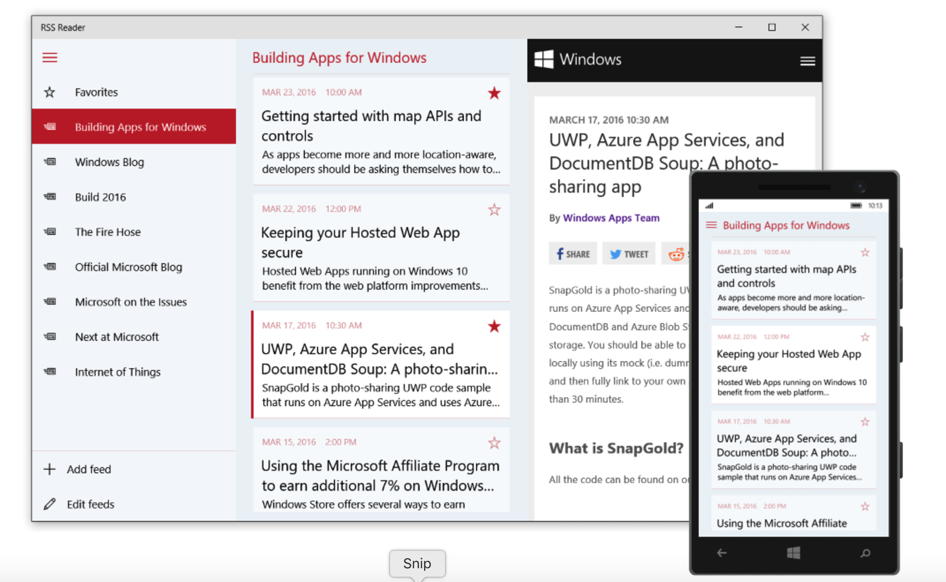 RSS Reader
Favorites
Building Apps for Windows
Windows Blog
Build 2016
The Fire Hose
Official Microsoft Blog
Microsoft on the Issues
Next at Microsoft
Internet of Things
Add feed
Edit feeds
Building Apps for Windows
MAR 23, 2016 10:00 AM
Getting started with map APIs and
controls
As apps become more and more location-aware,
developers should be asking themselves how to...
MAR 22, 2016 12:00 PM
Keeping your Hosted Web App
secure
Hosted Web Apps running on Windows 10
benefit from the web platform improvements...
MAR 17, 2016 10:30 AM
UWP, Azure App Services, and
DocumentDB Soup: A photo-sharin...
SnapGold is a photo-sharing UWP code sample
that runs on Azure App Services and uses Azure...
MAR 15, 2016 2:00 PM
Using the Microsoft Affiliate Program
to earn additional 7% on Windows...
Windows Store offers several ways to earn
Windows
MARCH 17, 2016 10:30 AM
UWP, Azure App Services, and
DocumentDB Soup: A photo-
sharing app
By Windows Apps Team
SHARE TWEET
SnapGold is a photo-sharing
runs on Azure App Services and
DocumentDB and Azure Blob
storage. You should be able to
locally using its mock (i.e.
and then fully link to your own
than 30 minutes.
What is SnapGold?
All the code can be found on
10:13
Building Apps for Windows
MAR 23, 2016 10:00 AM
Getting started with map APIs
and controls
As apps become more and more location-
aware, developers should be asking...
MAR 22, 2016 12:00 PM
Keeping your Hosted Web App
secure
Hosted Web Apps running on Windows 10
benefit from the web platform...
MAR 17, 2016 10:30 AM
UWP, Azure App Services, and
DocumentDB Soup: A photo...
SnapGold is a photo-sharing UWP code
sample that runs on Azure App Services...
MAR 15, 2016 2:00 PM
Using the Microsoft Affiliate
Snip